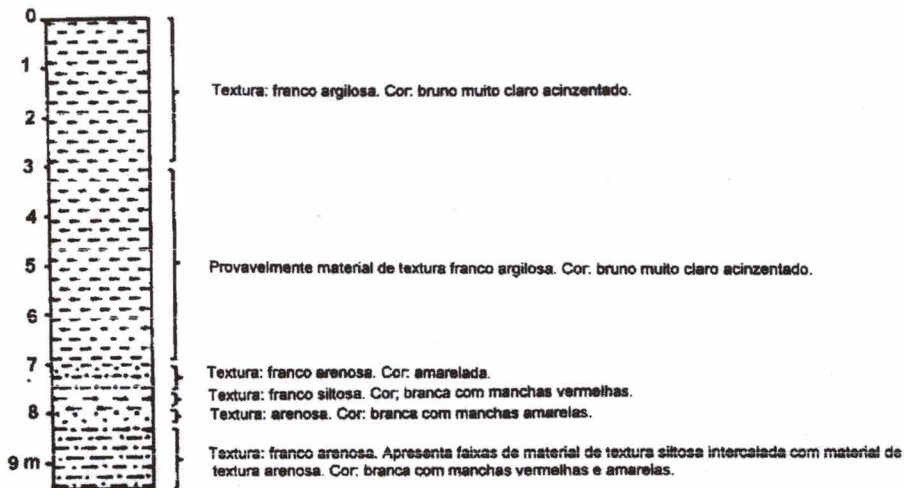 0
1
Textura: franco argilosa. Cor: bruno muito claro acinzentado.
2
3
4
5
Provavelmente material de textura franco argilosa. Cor: bruno muito claro acinzentado.
6
7
Textura: franco arenosa. Cor: amarelada.
Textura: franco siltosa. Cor; branca com manchas vermelhas.
8
Textura: arenosa. Cor: branca com manchas amarelas.
9 m
Textura: franco arenosa. Apresenta faixas de material de textura siltosa intercalada com material de
textura arenosa. Cor: branca com manchas vermelhas e amarelas.